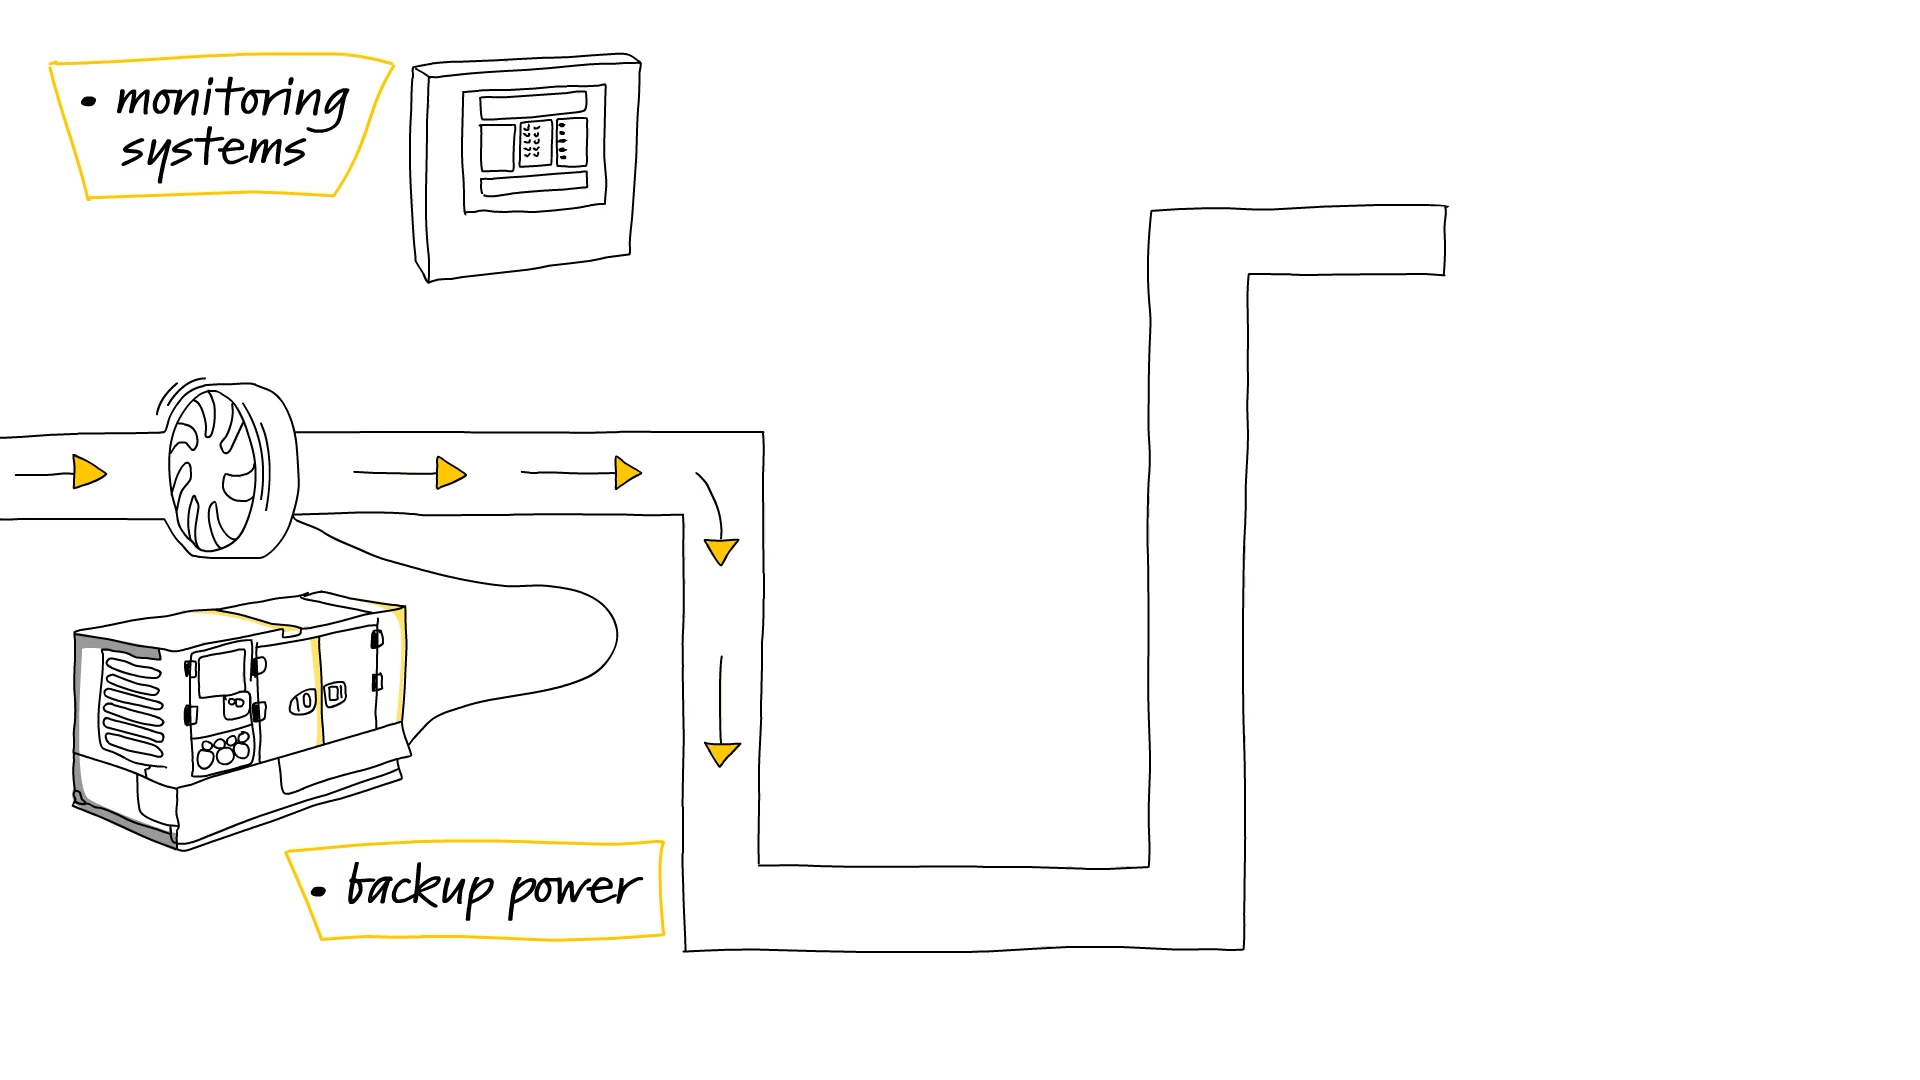 • monitoring
systems
• backup power